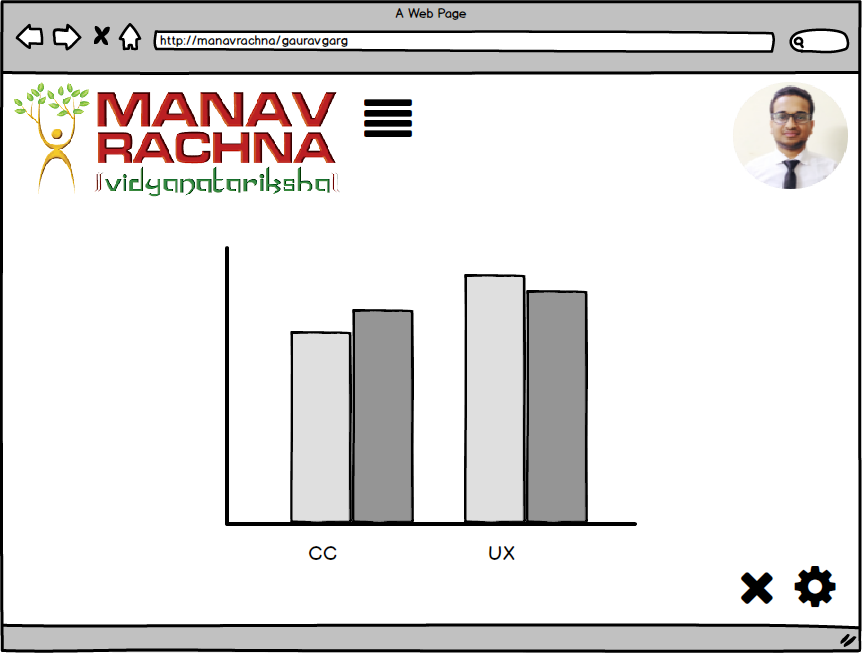 A Web Page
http://manavrachna/gauravgarg
MANAV
RACHNA
vidyanatariksha
CC UX